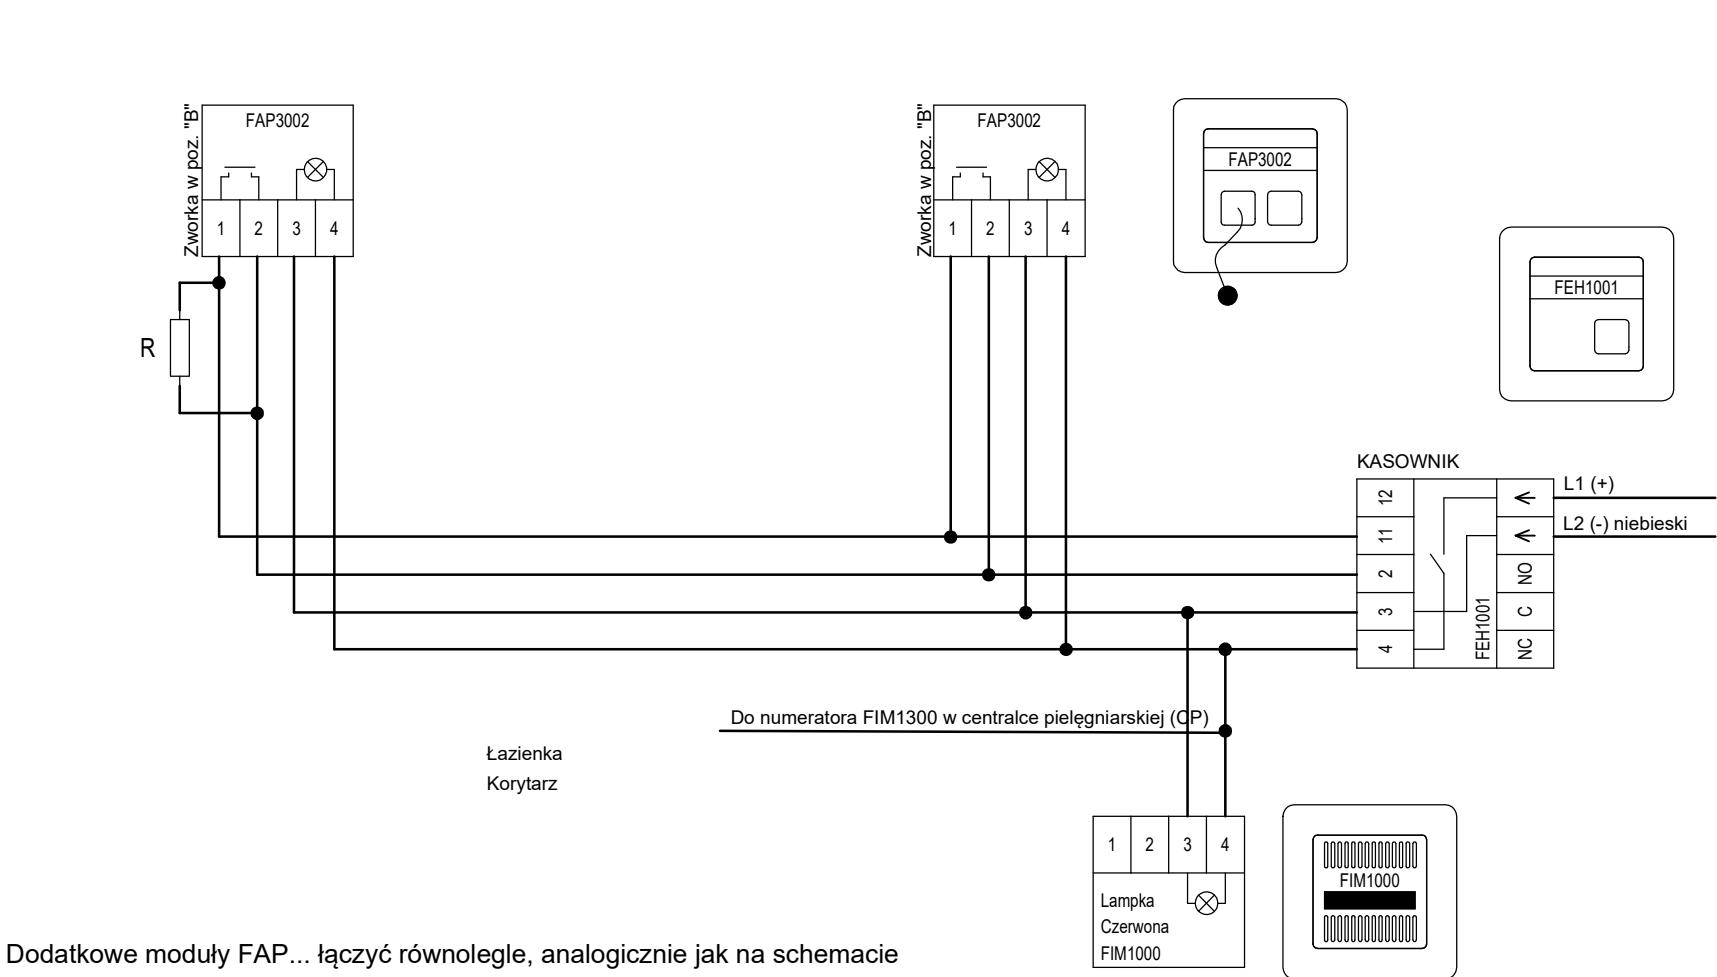 Zworka w poz. "B"
FAP3002
1 2 3 4
R
Zworka w poz. "B"
FAP3002
1 2 3 4
FAP3002
FEH1001
KASOWNIK
12
11
2
3
4
FEH1001
NO
C
NC
L1 (+)
L2 (-) niebieski
Do numeratora FIM1300 w centralce pielęgniarskiej (CP)
Łazienka
Korytarz
1 2 3 4
Lampka
Czerwona
FIM1000
FIM1000
Dodatkowe moduły FAP... łączyć równolegle, analogicznie jak na schemacie